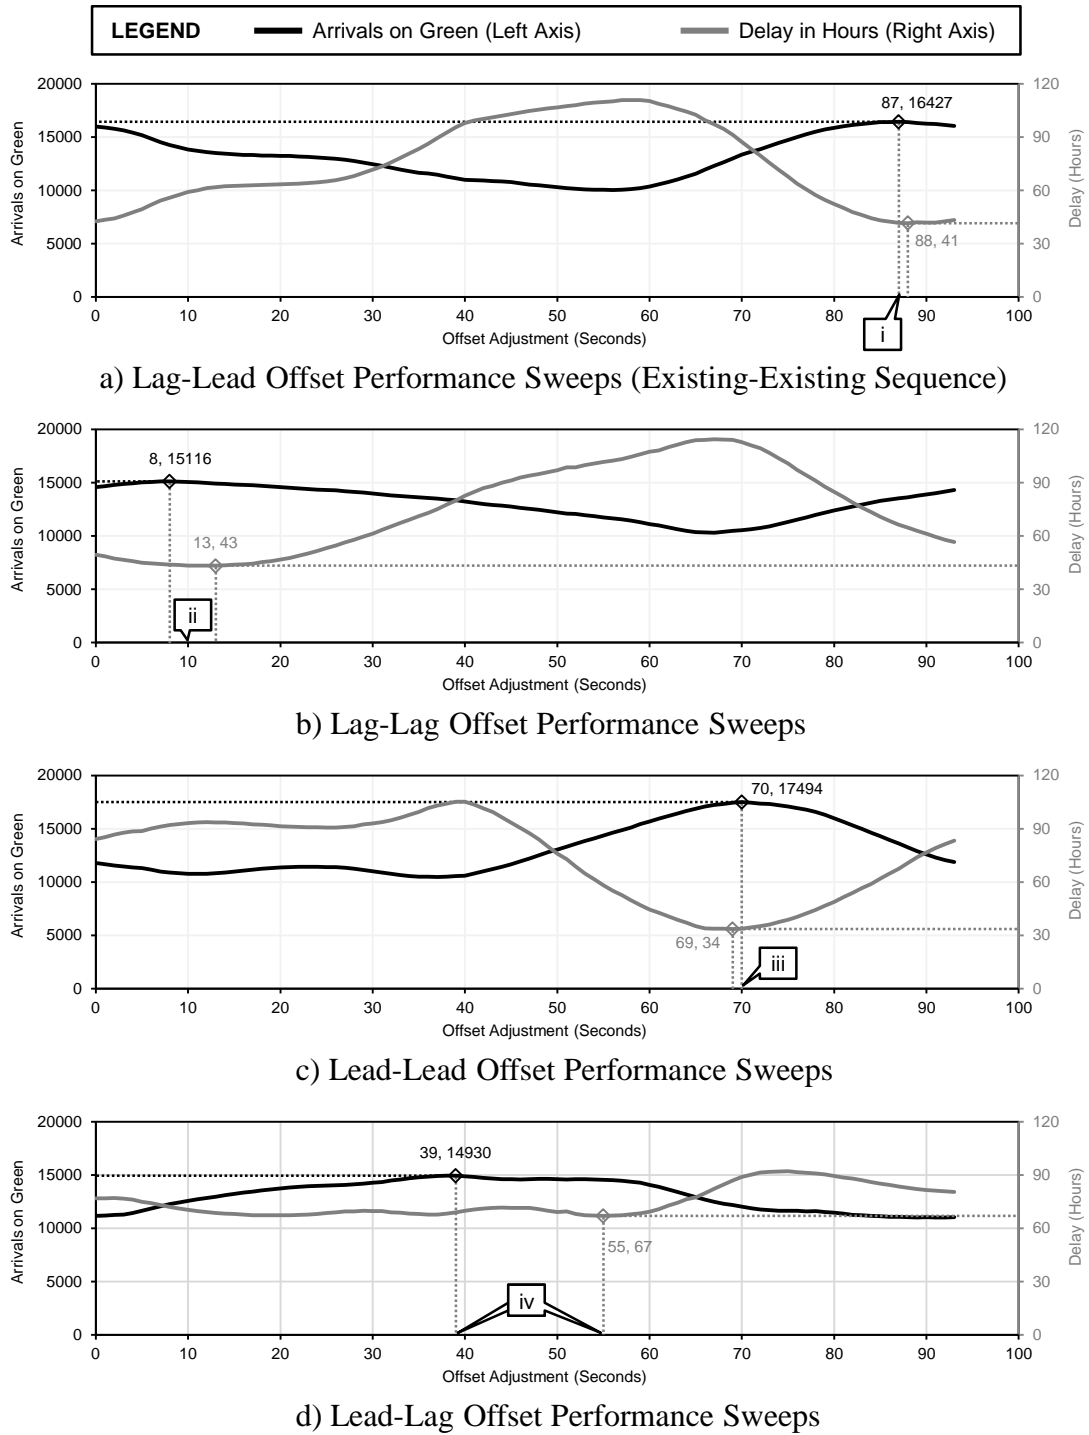 LEGEND Arrivals on Green (Left Axis) Delay in Hours (Right Axis)
20000 120
87, 16427
15000 90
10000 60
5000 88, 41 30
0 0
Arrivals on Green
Delay (Hours)
0 10 20 30 40 50 60 70 80 90 100
Offset Adjustment (Seconds)
i
a) Lag-Lead Offset Performance Sweeps (Existing-Existing Sequence)
20000 120
8, 15116
15000 90
13, 43
10000 60
5000 30
ii
0 0
Arrivals on Green
Delay (Hours)
0 10 20 30 40 50 60 70 80 90 100
Offset Adjustment (Seconds)
b) Lag-Lag Offset Performance Sweeps
20000 120
70, 17494
15000 90
10000 60
5000 69, 34 30
iii
0 0
Arrivals on Green
Delay (Hours)
0 10 20 30 40 50 60 70 80 90 100
Offset Adjustment (Seconds)
c) Lead-Lead Offset Performance Sweeps
20000 120
39, 14930
15000 90
10000 60
55, 67
5000 30
iv
0 0
Arrivals on Green
Delay (Hours)
0 10 20 30 40 50 60 70 80 90 100
Offset Adjustment (Seconds)
d) Lead-Lag Offset Performance Sweeps